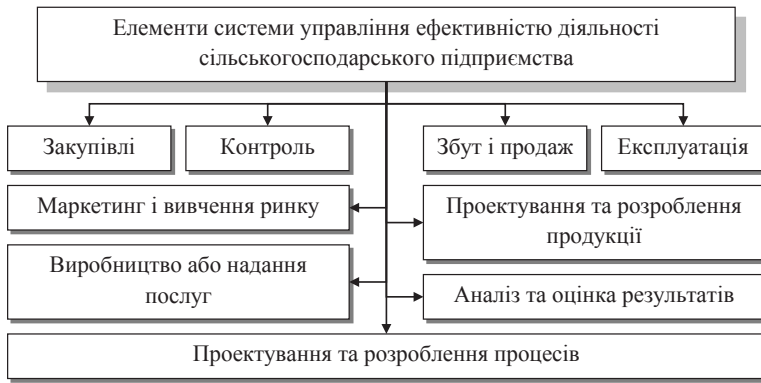 Елементи системи управління ефективністю діяльності
сільськогосподарського підприємства
Закупівлі
Контроль
Збут і продаж
Експлуатація
Маркетинг і вивчення ринку
Проектування та розроблення
продукції
Виробництво або надання
послуг
Аналіз та оцінка результатів
Проектування та розроблення процесів